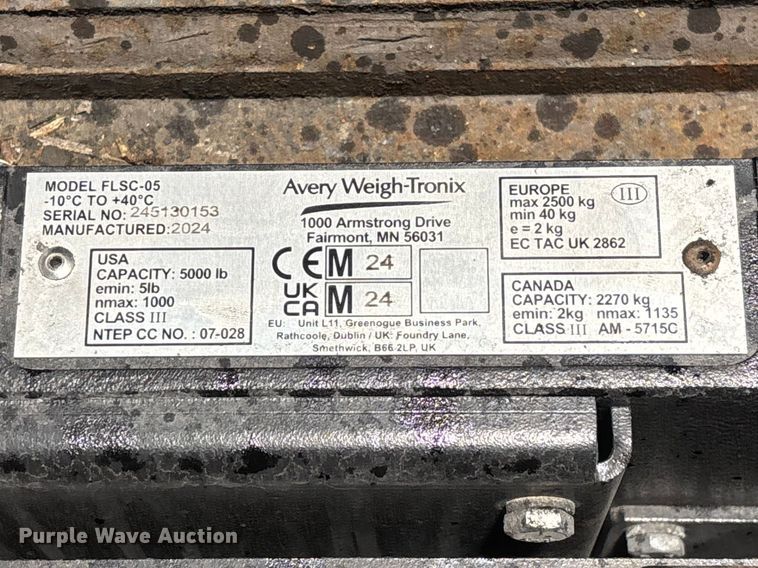 MODEL FLSC-05
-10°C TO +40°C
SERIAL NO: 245130153
MANUFACTURED:2024
USA
CAPACITY: 5000 lb
emin: 5lb
nmax: 1000
CLASS III
NTEP CC NO. : 07-028
Avery Weigh-Tronix
1000 Armstrong Drive
Fairmont, MN 56031
CE M 24
UK CA M 24
EU: Unit L11, Greenogue Business Park,
Rathcoole, Dublin / UK: Foundry Lane,
Smethwick, B66 2LP, UK
EUROPE III
max 2500 kg
min 40 kg
e = 2 kg
EC TAC UK 2862
CANADA
CAPACITY: 2270 kg
emin: 2kg nmax: 1135
CLASS III AM - 5715C
Purple Wave Auction